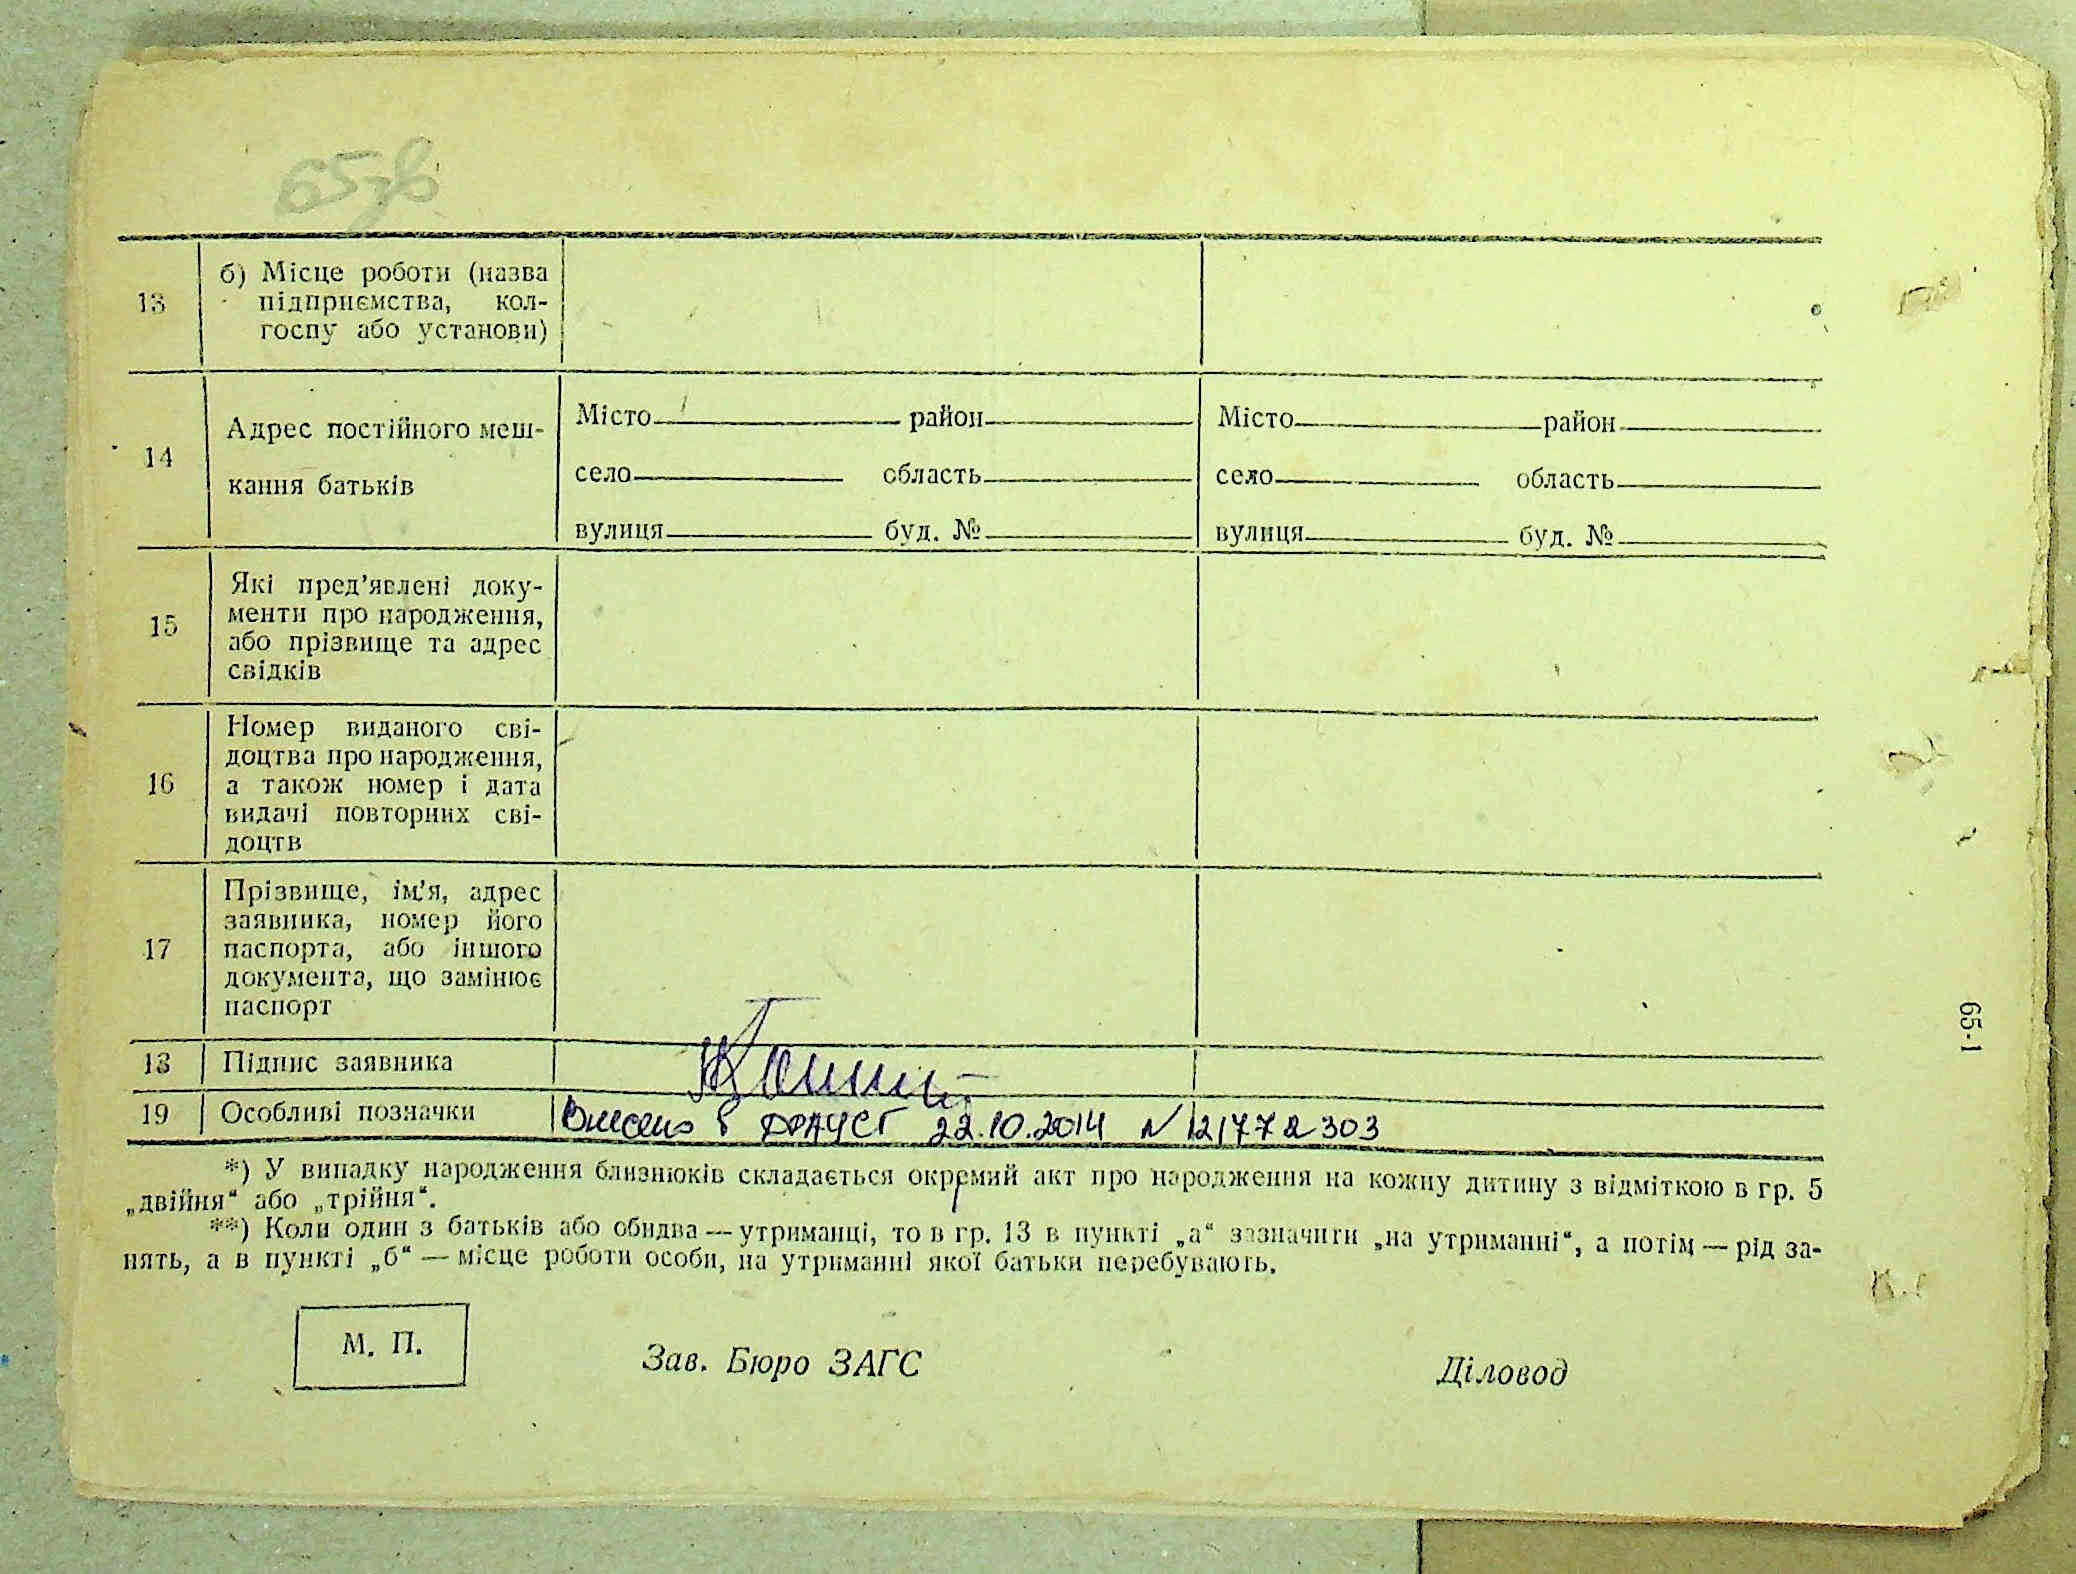 65зв
13 б) Місце роботи (назва
підприємства, кол-
госпу або установи)
14 Адрес постійного меш-
кання батьків
Місто район Місто район
село область село область
вулиця буд. № вулиця буд. №
15 Які пред’явлені доку-
менти про народження,
або прізвище та адрес
свідків
16 Номер виданого сві-
доцтва про народження,
а також номер і дата
видачі повторних сві-
доцтв
17 Прізвище, ім’я, адрес
заявника, номер його
паспорта, або іншого
документа, що замінює
паспорт
18 Підпис заявника
19 Особливі позначки Внесено в ДРАЦСГ 22.10.2014 N 121772303
*) У випадку народження близнюків складається окремий акт про народження на кожну дитину з відміткою в гр. 5
„двійня“ або „трійня“.
**) Коли один з батьків або обидва — утриманці, то в гр. 13 в пункті „а“ зазначити „на утриманні“, а потім — рід за-
нять, а в пункті „б“ — місце роботи особи, на утриманні якої батьки перебувають.
М. П. Зав. Бюро ЗАГС Діловод
65-1